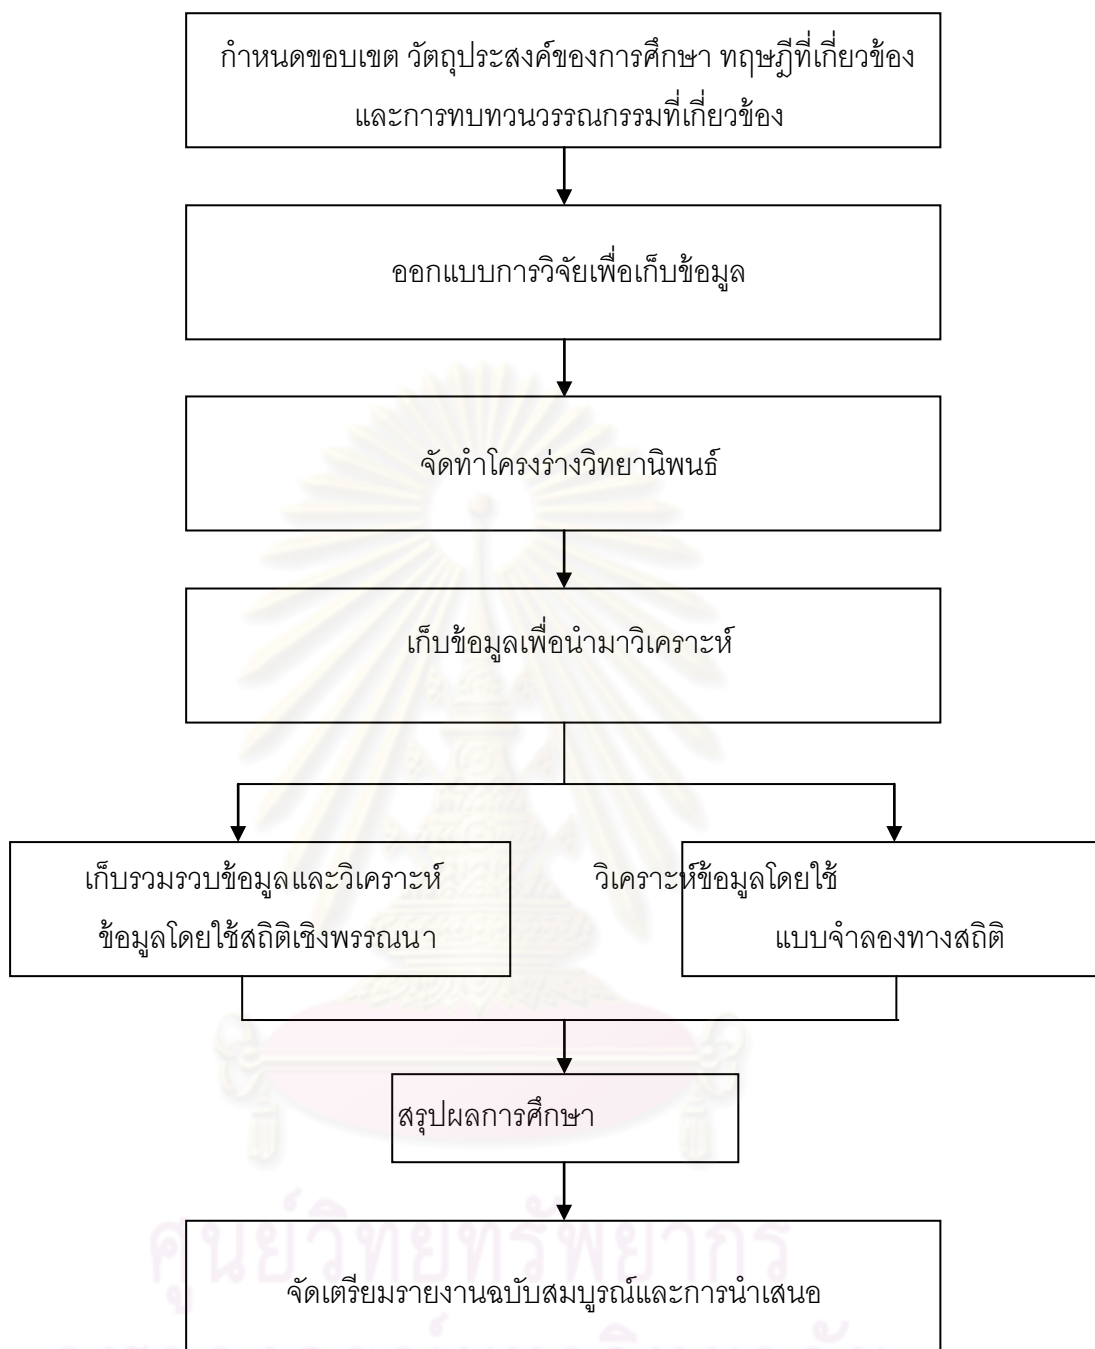 กำหนดขอบเขต วัตถุประสงค์ของการศึกษา ทฤษฎีที่เกี่ยวข้อง
และการทบทวนวรรณกรรมที่เกี่ยวข้อง
ออกแบบการวิจัยเพื่อเก็บข้อมูล
จัดทำโครงร่างวิทยานิพนธ์
เก็บข้อมูลเพื่อนำมาวิเคราะห์
เก็บรวมรวบข้อมูลและวิเคราะห์
ข้อมูลโดยใช้สถิติเชิงพรรณนา
วิเคราะห์ข้อมูลโดยใช้
แบบจำลองทางสถิติ
สรุปผลการศึกษา
ศูนย์วิทยทรัพยากร
จัดเตรียมรายงานฉบับสมบูรณ์และการนำเสนอ